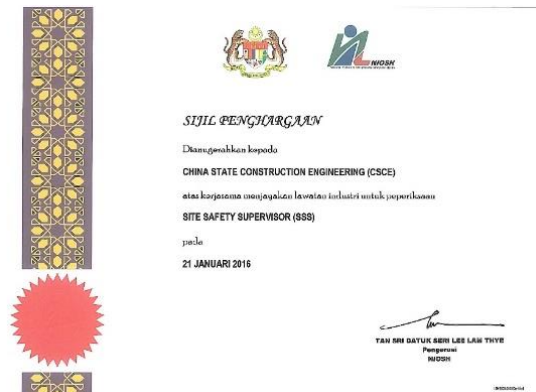 NIOSH
SIJIL PENGHARGAAN
Dianugerahkan kepada
CHINA STATE CONSTRUCTION ENGINEERING (CSCE)
atas kerjasama menjayakan lawatan industri untuk peperiksaan
SITE SAFETY SUPERVISOR (SSS)
pada
21 JANUARI 2016
TAN SRI DATUK SERI LEE LAM THYE
Pengerusi
NIOSH